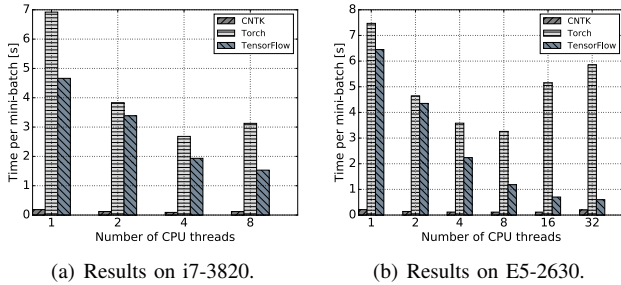 7
6
5
4
3
2
1
0
Time per mini-batch [s]
CNTK
Torch
TensorFlow
1 2 4 8
Number of CPU threads
(a) Results on i7-3820.
8
7
6
5
4
3
2
1
0
Time per mini-batch [s]
CNTK
Torch
TensorFlow
1 2 4 8 16 32
Number of CPU threads
(b) Results on E5-2630.